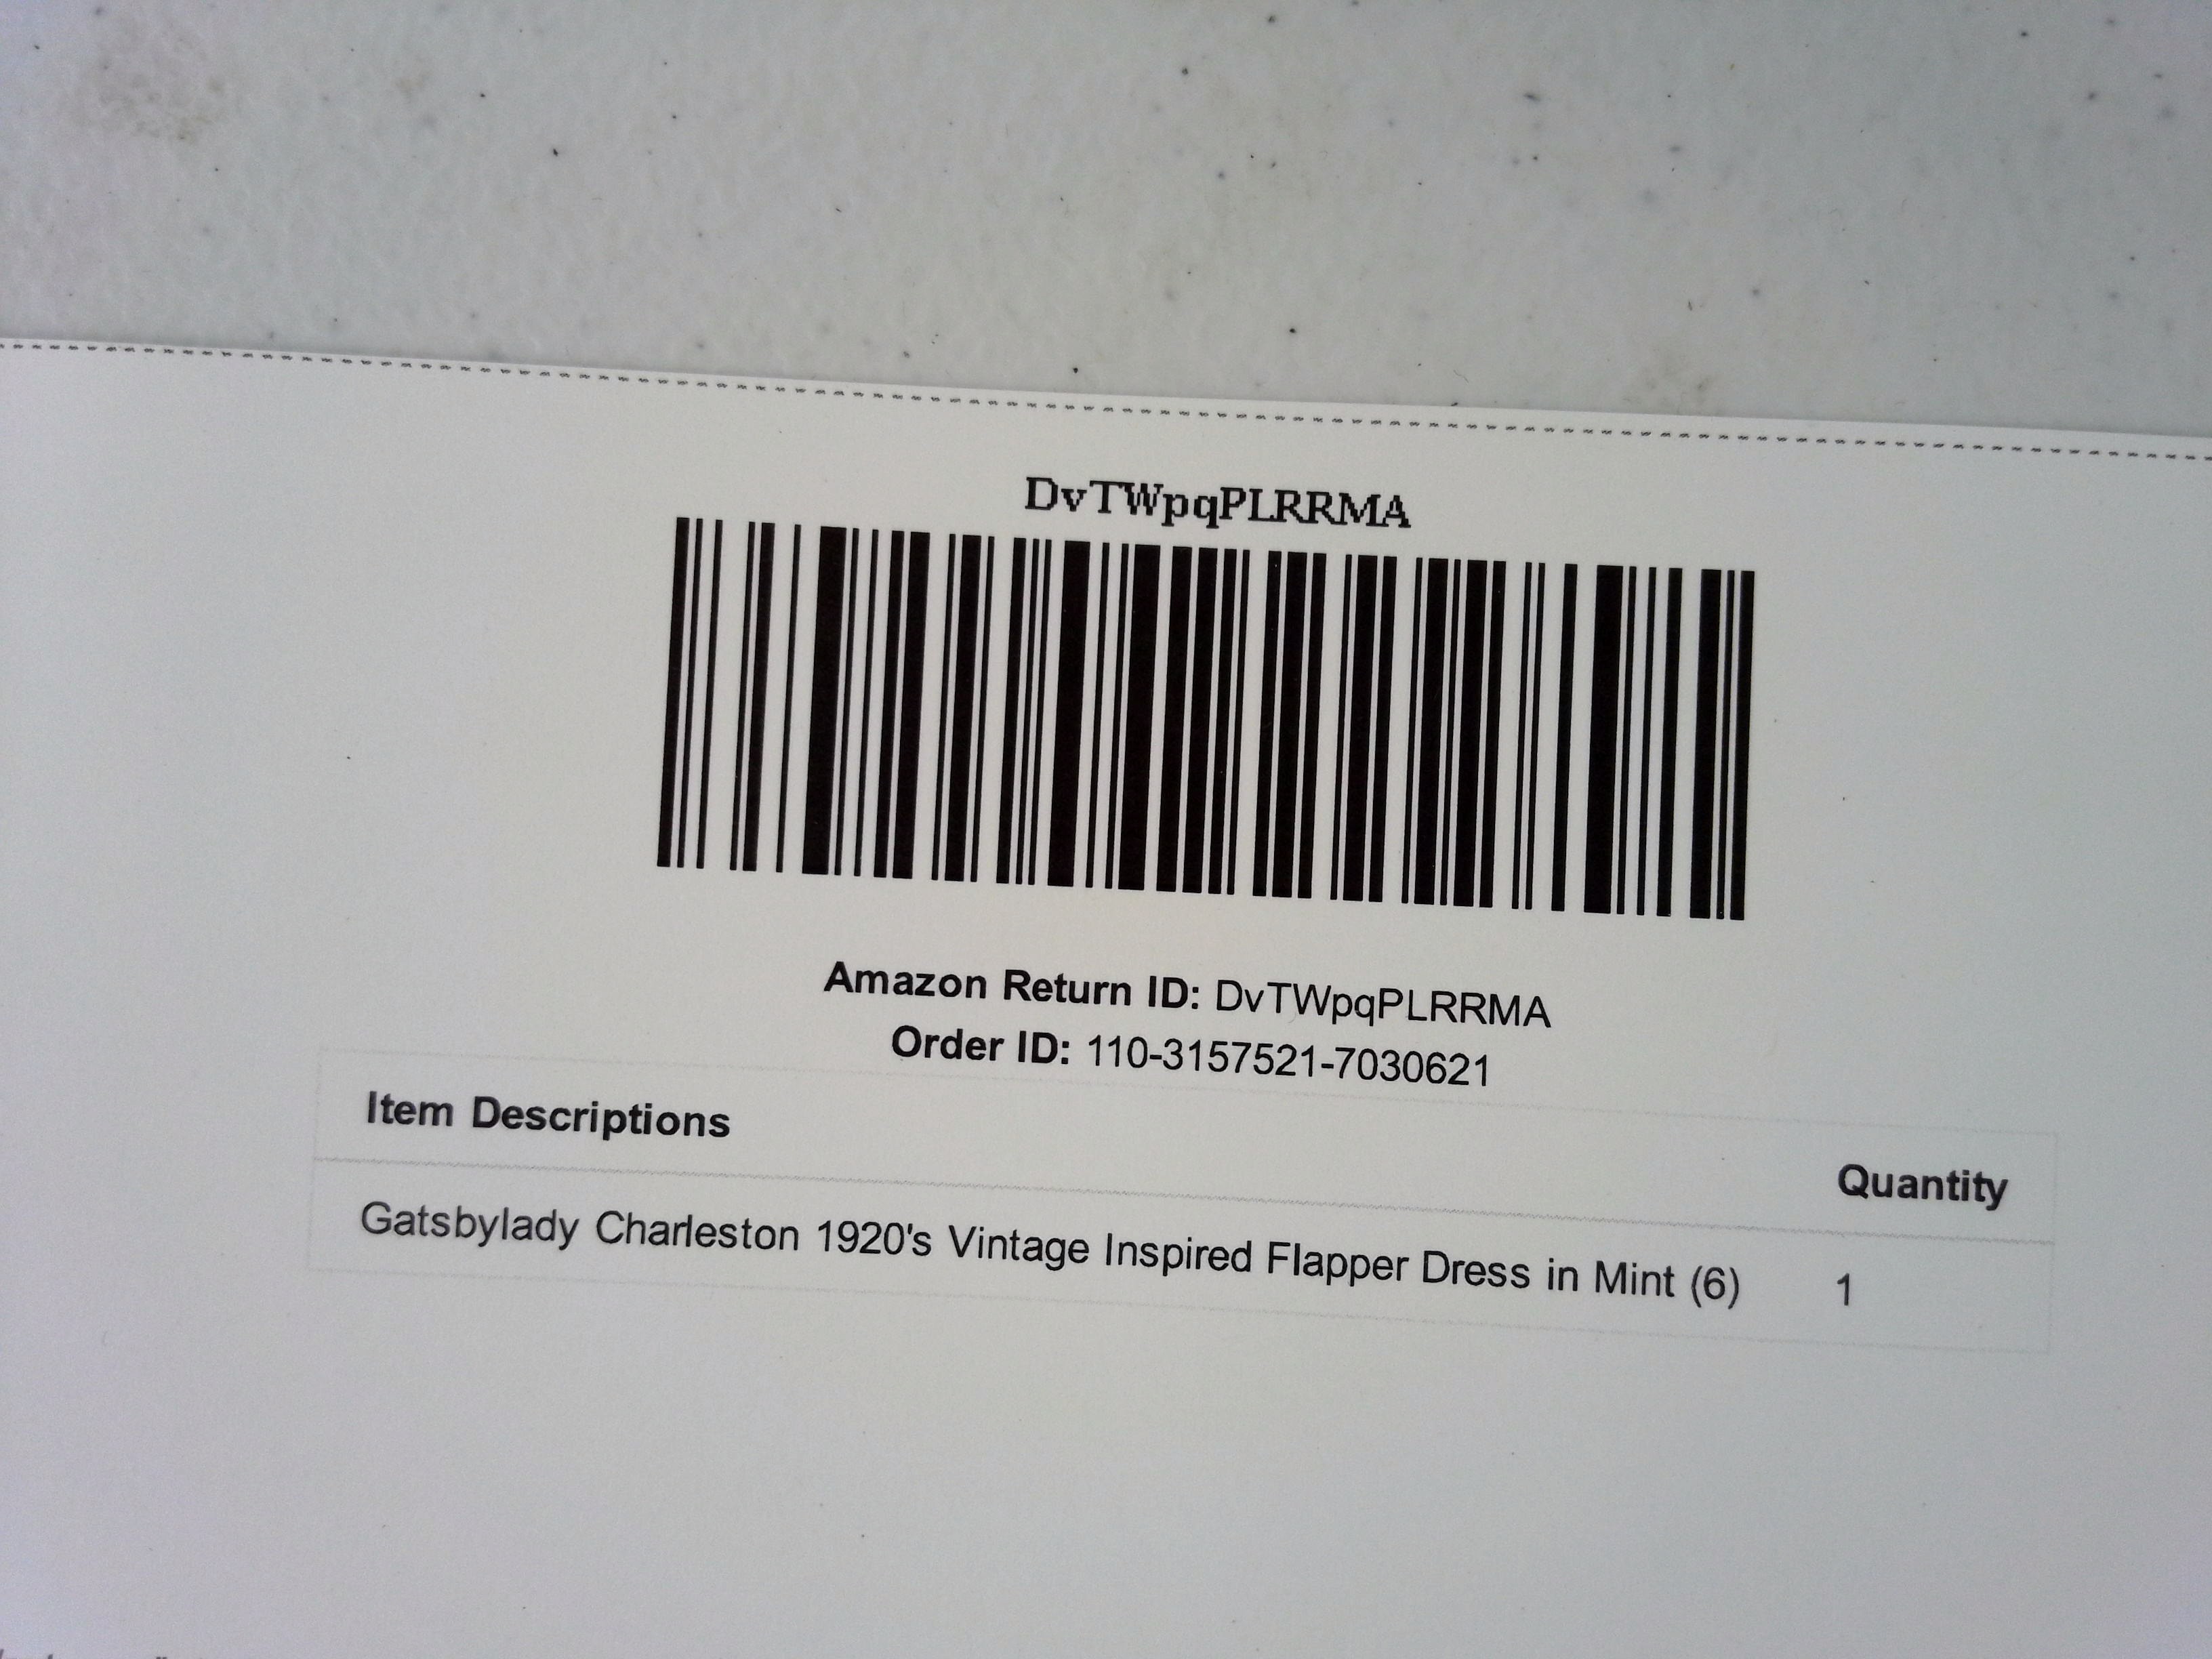 DvTWpqPLRRMA
Amazon Return ID: DvTWpqPLRRMA
Order ID: 110-3157521-7030621
Item Descriptions
Quantity
Gatsbylady Charleston 1920's Vintage Inspired Flapper Dress in Mint (6) 1